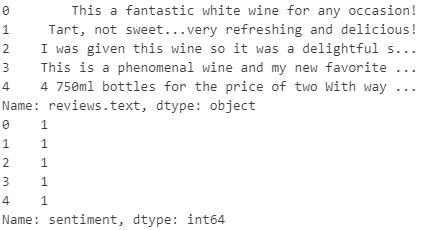 0 This a fantastic white wine for any occasion!
1 Tart, not sweet...very refreshing and delicious!
2 I was given this wine so it was a delightful s...
3 This is a phenomenal wine and my new favorite ...
4 4 750ml bottles for the price of two With way ...
Name: reviews.text, dtype: object
0 1
1 1
2 1
3 1
4 1
Name: sentiment, dtype: int64